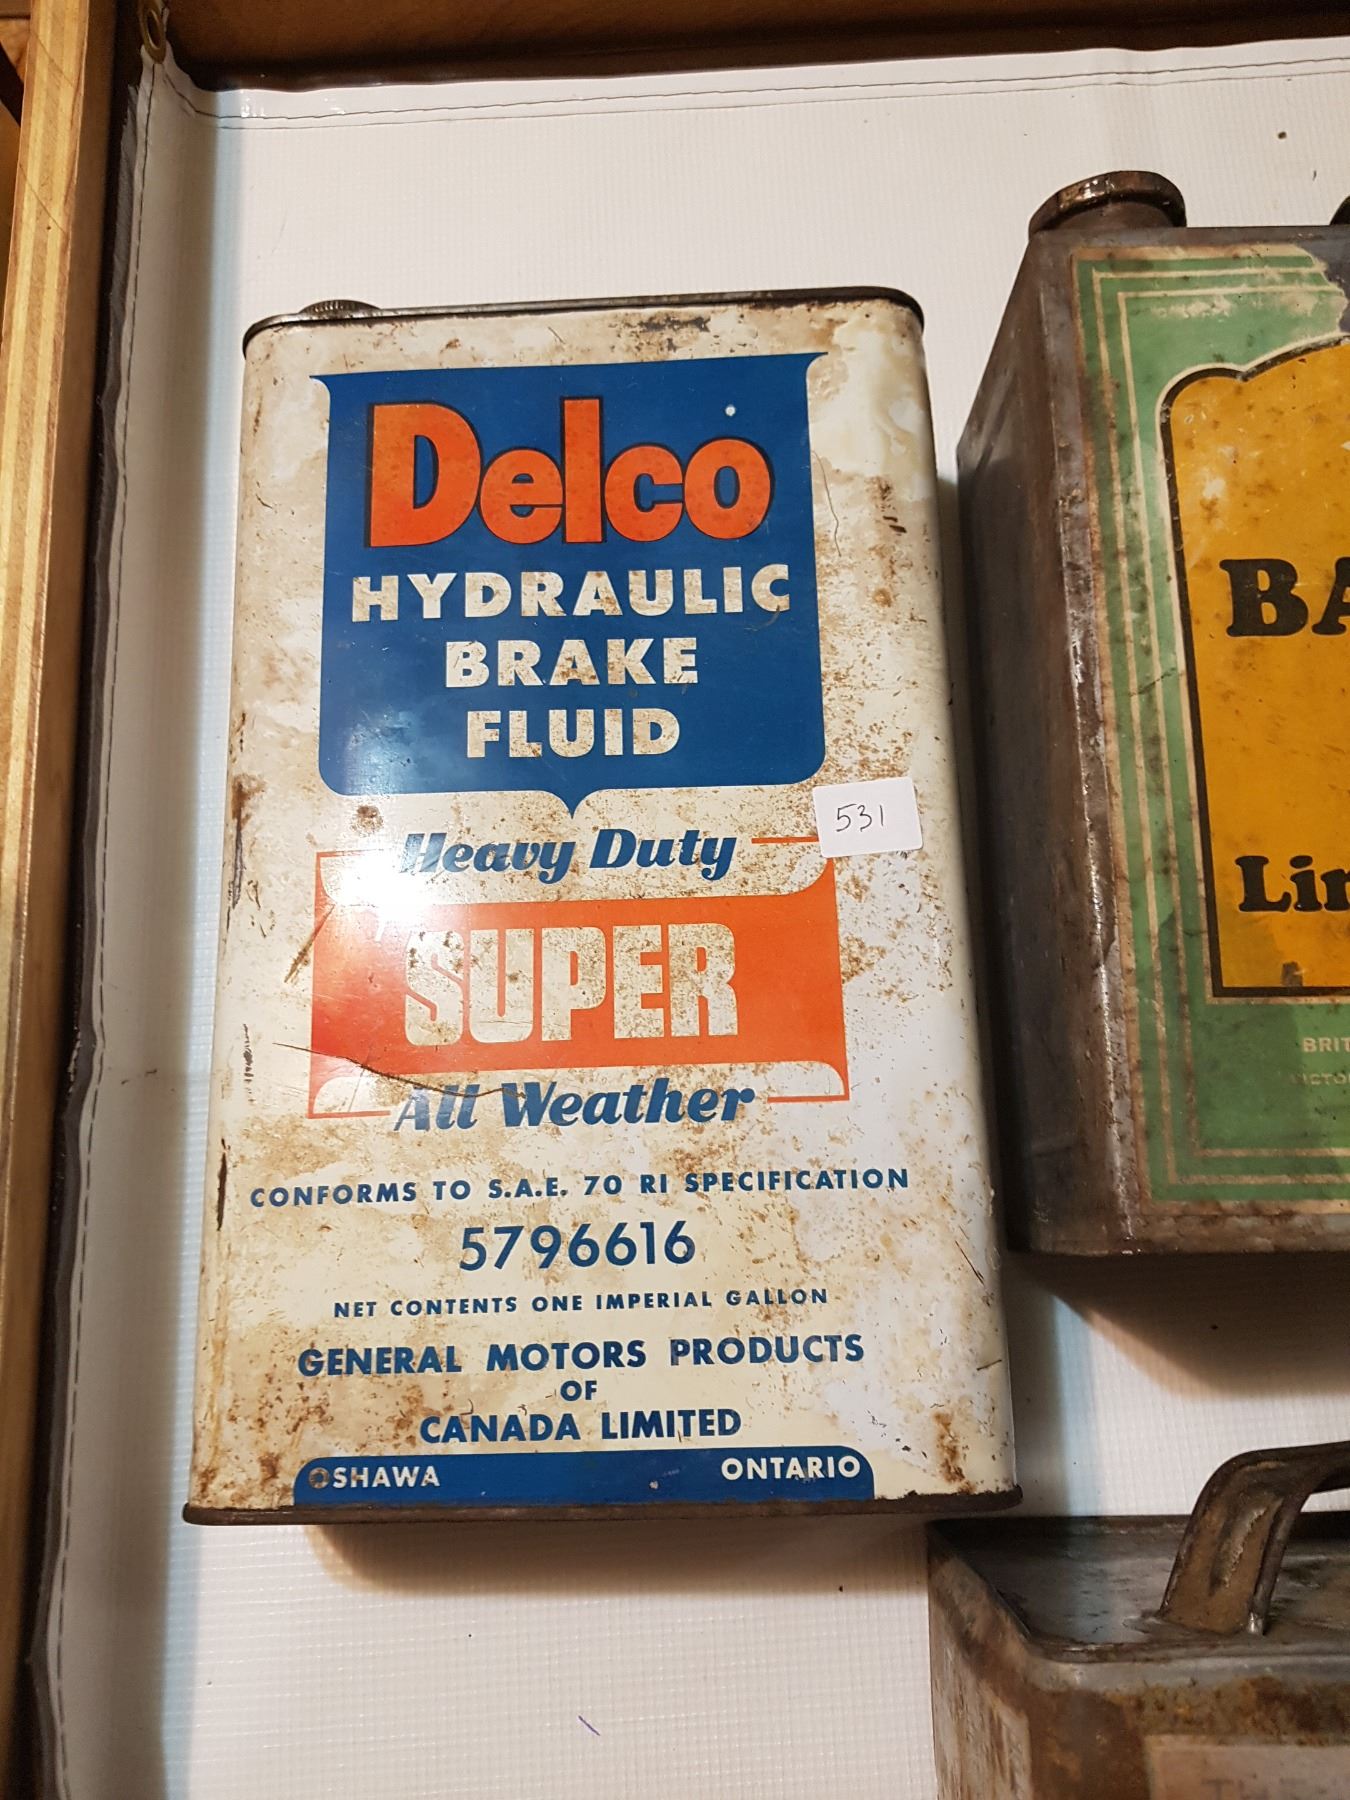 Delco
HYDRAULIC
BRAKE
FLUID
531
Heavy Duty
SUPER
All Weather
CONFORMS TO S.A.E. 70 RI SPECIFICATION
5796616
NET CONTENTS ONE IMPERIAL GALLON
GENERAL MOTORS PRODUCTS
OF
CANADA LIMITED
OSHAWA ONTARIO
BA
Lin
BRIT